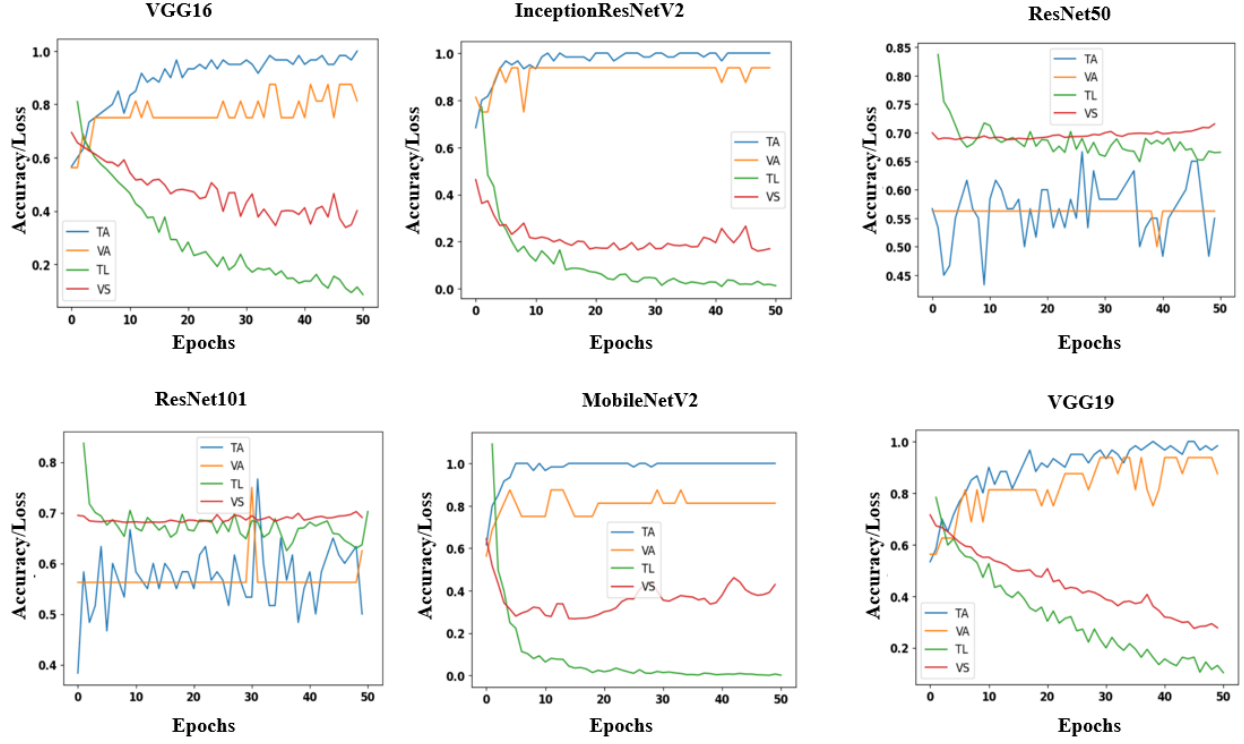 VGG16
InceptionResNetV2
ResNet50
Accuracy/Loss
1.0
0.8
0.6
0.4
0.2
TA
VA
TL
VS
0 10 20 30 40 50
Epochs
Accuracy/Loss
1.0
0.8
0.6
0.4
0.2
0.0
TA
VA
TL
VS
0 10 20 30 40 50
Epochs
Accuracy/Loss
0.85
0.80
0.75
0.70
0.65
0.60
0.55
0.50
0.45
TA
VA
TL
VS
0 10 20 30 40 50
Epochs
ResNet101
MobileNetV2
VGG19
Accuracy/Loss
0.8
0.7
0.6
0.5
0.4
TA
VA
TL
VS
0 10 20 30 40 50
Epochs
Accuracy/Loss
1.0
0.8
0.6
0.4
0.2
0.0
TA
VA
TL
VS
0 10 20 30 40 50
Epochs
Accuracy/Loss
1.0
0.8
0.6
0.4
0.2
TA
VA
TL
VS
0 10 20 30 40 50
Epochs